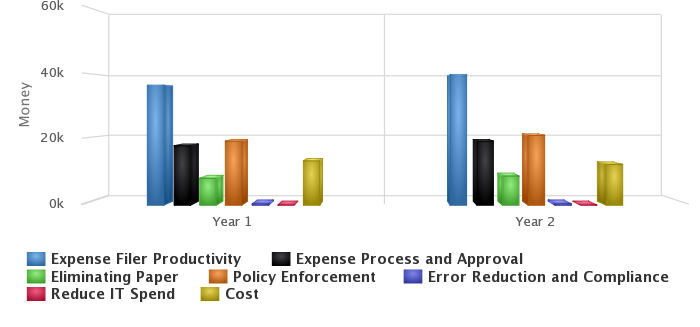 60k
40k
20k
0k
Money
Year 1 Year 2
Expense Filer Productivity Expense Process and Approval
Eliminating Paper Policy Enforcement Error Reduction and Compliance
Reduce IT Spend Cost